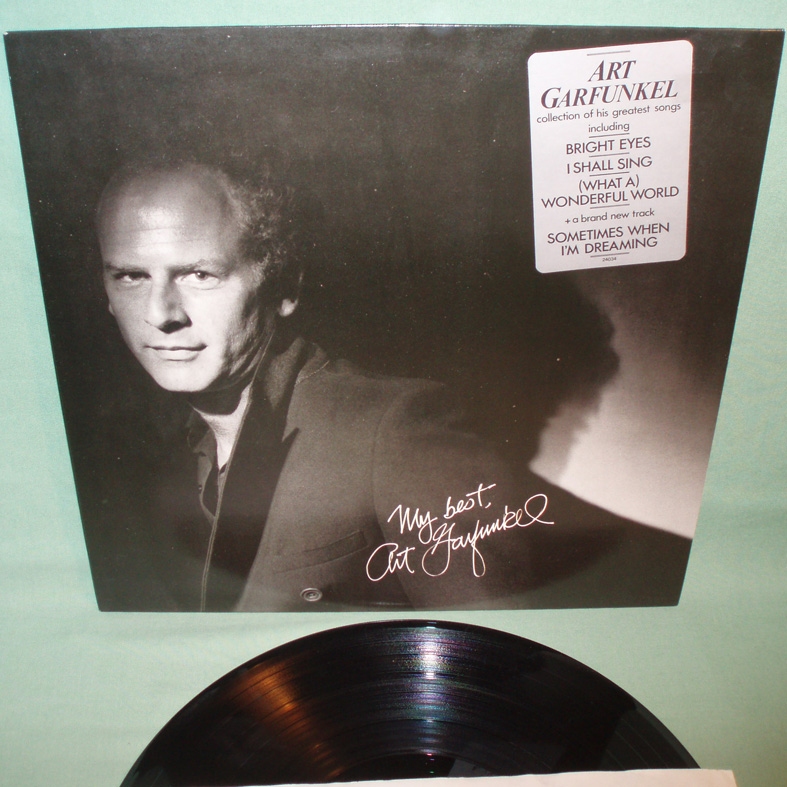 ART
GARFUNKEL
collection of his greatest songs
including
BRIGHT EYES
I SHALL SING
(WHAT A)
WONDERFUL WORLD
+ a brand new track
SOMETIMES WHEN
I'M DREAMING
My best,
Art Garfunkel